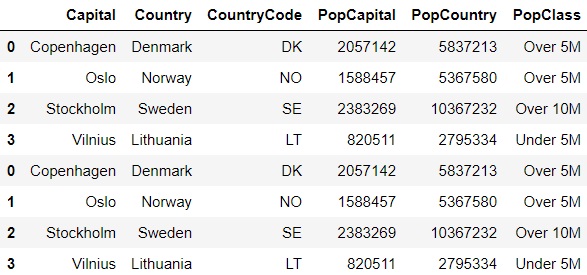 Capital Country CountryCode PopCapital PopCountry PopClass
0 Copenhagen Denmark DK 2057142 5837213 Over 5M
1 Oslo Norway NO 1588457 5367580 Over 5M
2 Stockholm Sweden SE 2383269 10367232 Over 10M
3 Vilnius Lithuania LT 820511 2795334 Under 5M
0 Copenhagen Denmark DK 2057142 5837213 Over 5M
1 Oslo Norway NO 1588457 5367580 Over 5M
2 Stockholm Sweden SE 2383269 10367232 Over 10M
3 Vilnius Lithuania LT 820511 2795334 Under 5M